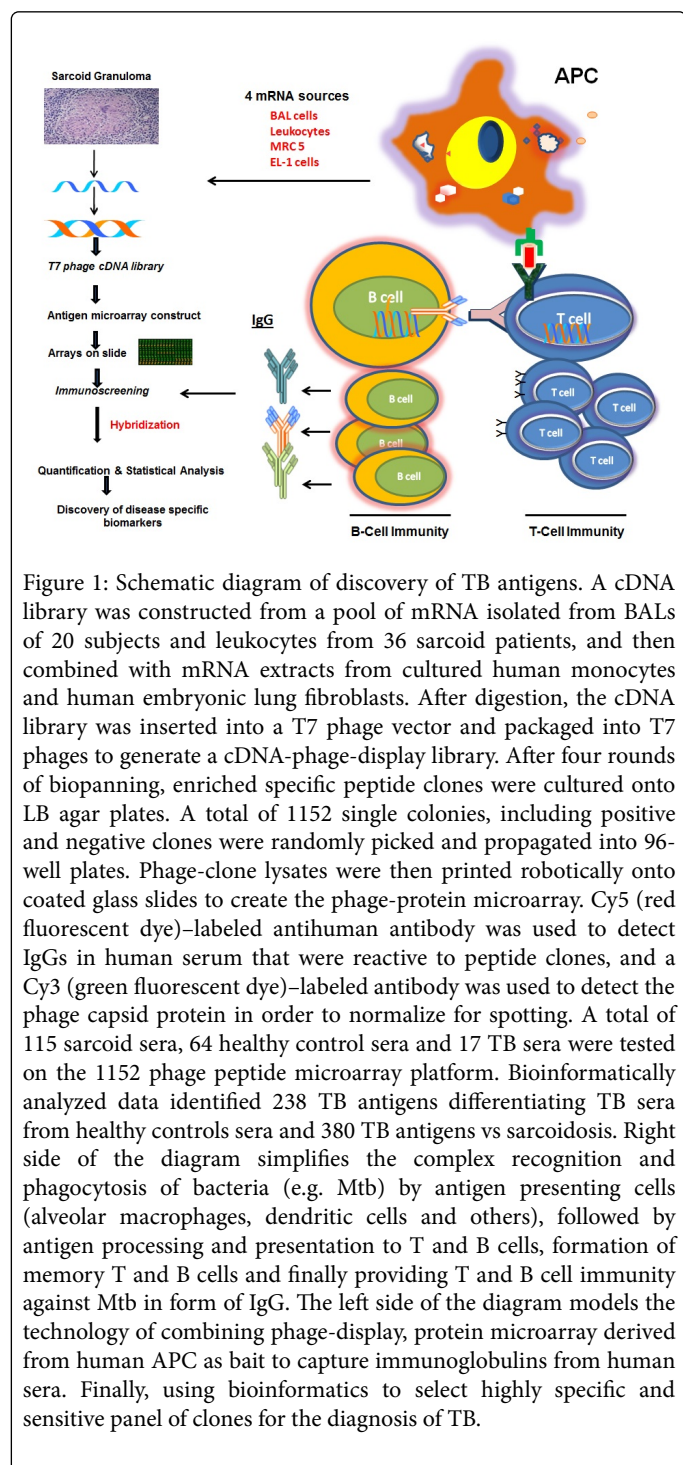 Sarcoid Granuloma
4 mRNA sources
BAL cells
Leukocytes
MRC 5
EL-1 cells
APC
T7 phage cDNA library
Antigen microarray construct
Arrays on slide
Immunoscreening
Hybridization
Quantification & Statistical Analysis
Discovery of disease specific
biomarkers
IgG
B cell
B cell
B cell
B cell
B-Cell Immunity
T cell
T cell
T cell
T cell
T cell
T-Cell Immunity
Figure 1: Schematic diagram of discovery of TB antigens. A cDNA
library was constructed from a pool of mRNA isolated from BALs
of 20 subjects and leukocytes from 36 sarcoid patients, and then
combined with mRNA extracts from cultured human monocytes
and human embryonic lung fibroblasts. After digestion, the cDNA
library was inserted into a T7 phage vector and packaged into T7
phages to generate a cDNA-phage-display library. After four rounds
of biopanning, enriched specific peptide clones were cultured onto
LB agar plates. A total of 1152 single colonies, including positive
and negative clones were randomly picked and propagated into 96-
well plates. Phage-clone lysates were then printed robotically onto
coated glass slides to create the phage-protein microarray. Cy5 (red
fluorescent dye)–labeled antihuman antibody was used to detect
IgGs in human serum that were reactive to peptide clones, and a
Cy3 (green fluorescent dye)–labeled antibody was used to detect the
phage capsid protein in order to normalize for spotting. A total of
115 sarcoid sera, 64 healthy control sera and 17 TB sera were tested
on the 1152 phage peptide microarray platform. Bioinformatically
analyzed data identified 238 TB antigens differentiating TB sera
from healthy controls sera and 380 TB antigens vs sarcoidosis. Right
side of the diagram simplifies the complex recognition and
phagocytosis of bacteria (e.g. Mtb) by antigen presenting cells
(alveolar macrophages, dendritic cells and others), followed by
antigen processing and presentation to T and B cells, formation of
memory T and B cells and finally providing T and B cell immunity
against Mtb in form of IgG. The left side of the diagram models the
technology of combining phage-display, protein microarray derived
from human APC as bait to capture immunoglobulins from human
sera. Finally, using bioinformatics to select highly specific and
sensitive panel of clones for the diagnosis of TB.